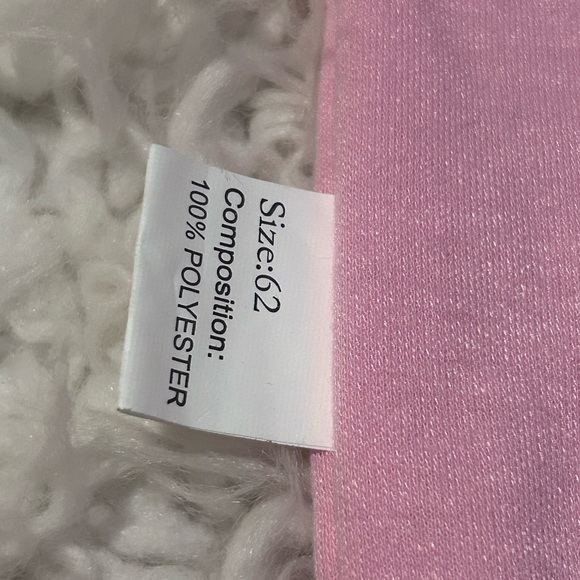 Size:62
Composition:
100% POLYESTER